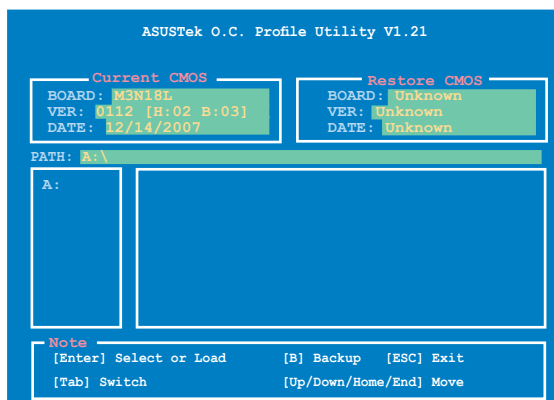 ASUSTek O.C. Profile Utility V1.21
Current CMOS
BOARD: M3N18L
VER: 0112 [H:02 B:03]
DATE: 12/14/2007
Restore CMOS
BOARD: Unknown
VER: Unknown
DATE: Unknown
PATH: A:\
A:
Note
[Enter] Select or Load [B] Backup [ESC] Exit
[Tab] Switch [Up/Down/Home/End] Move